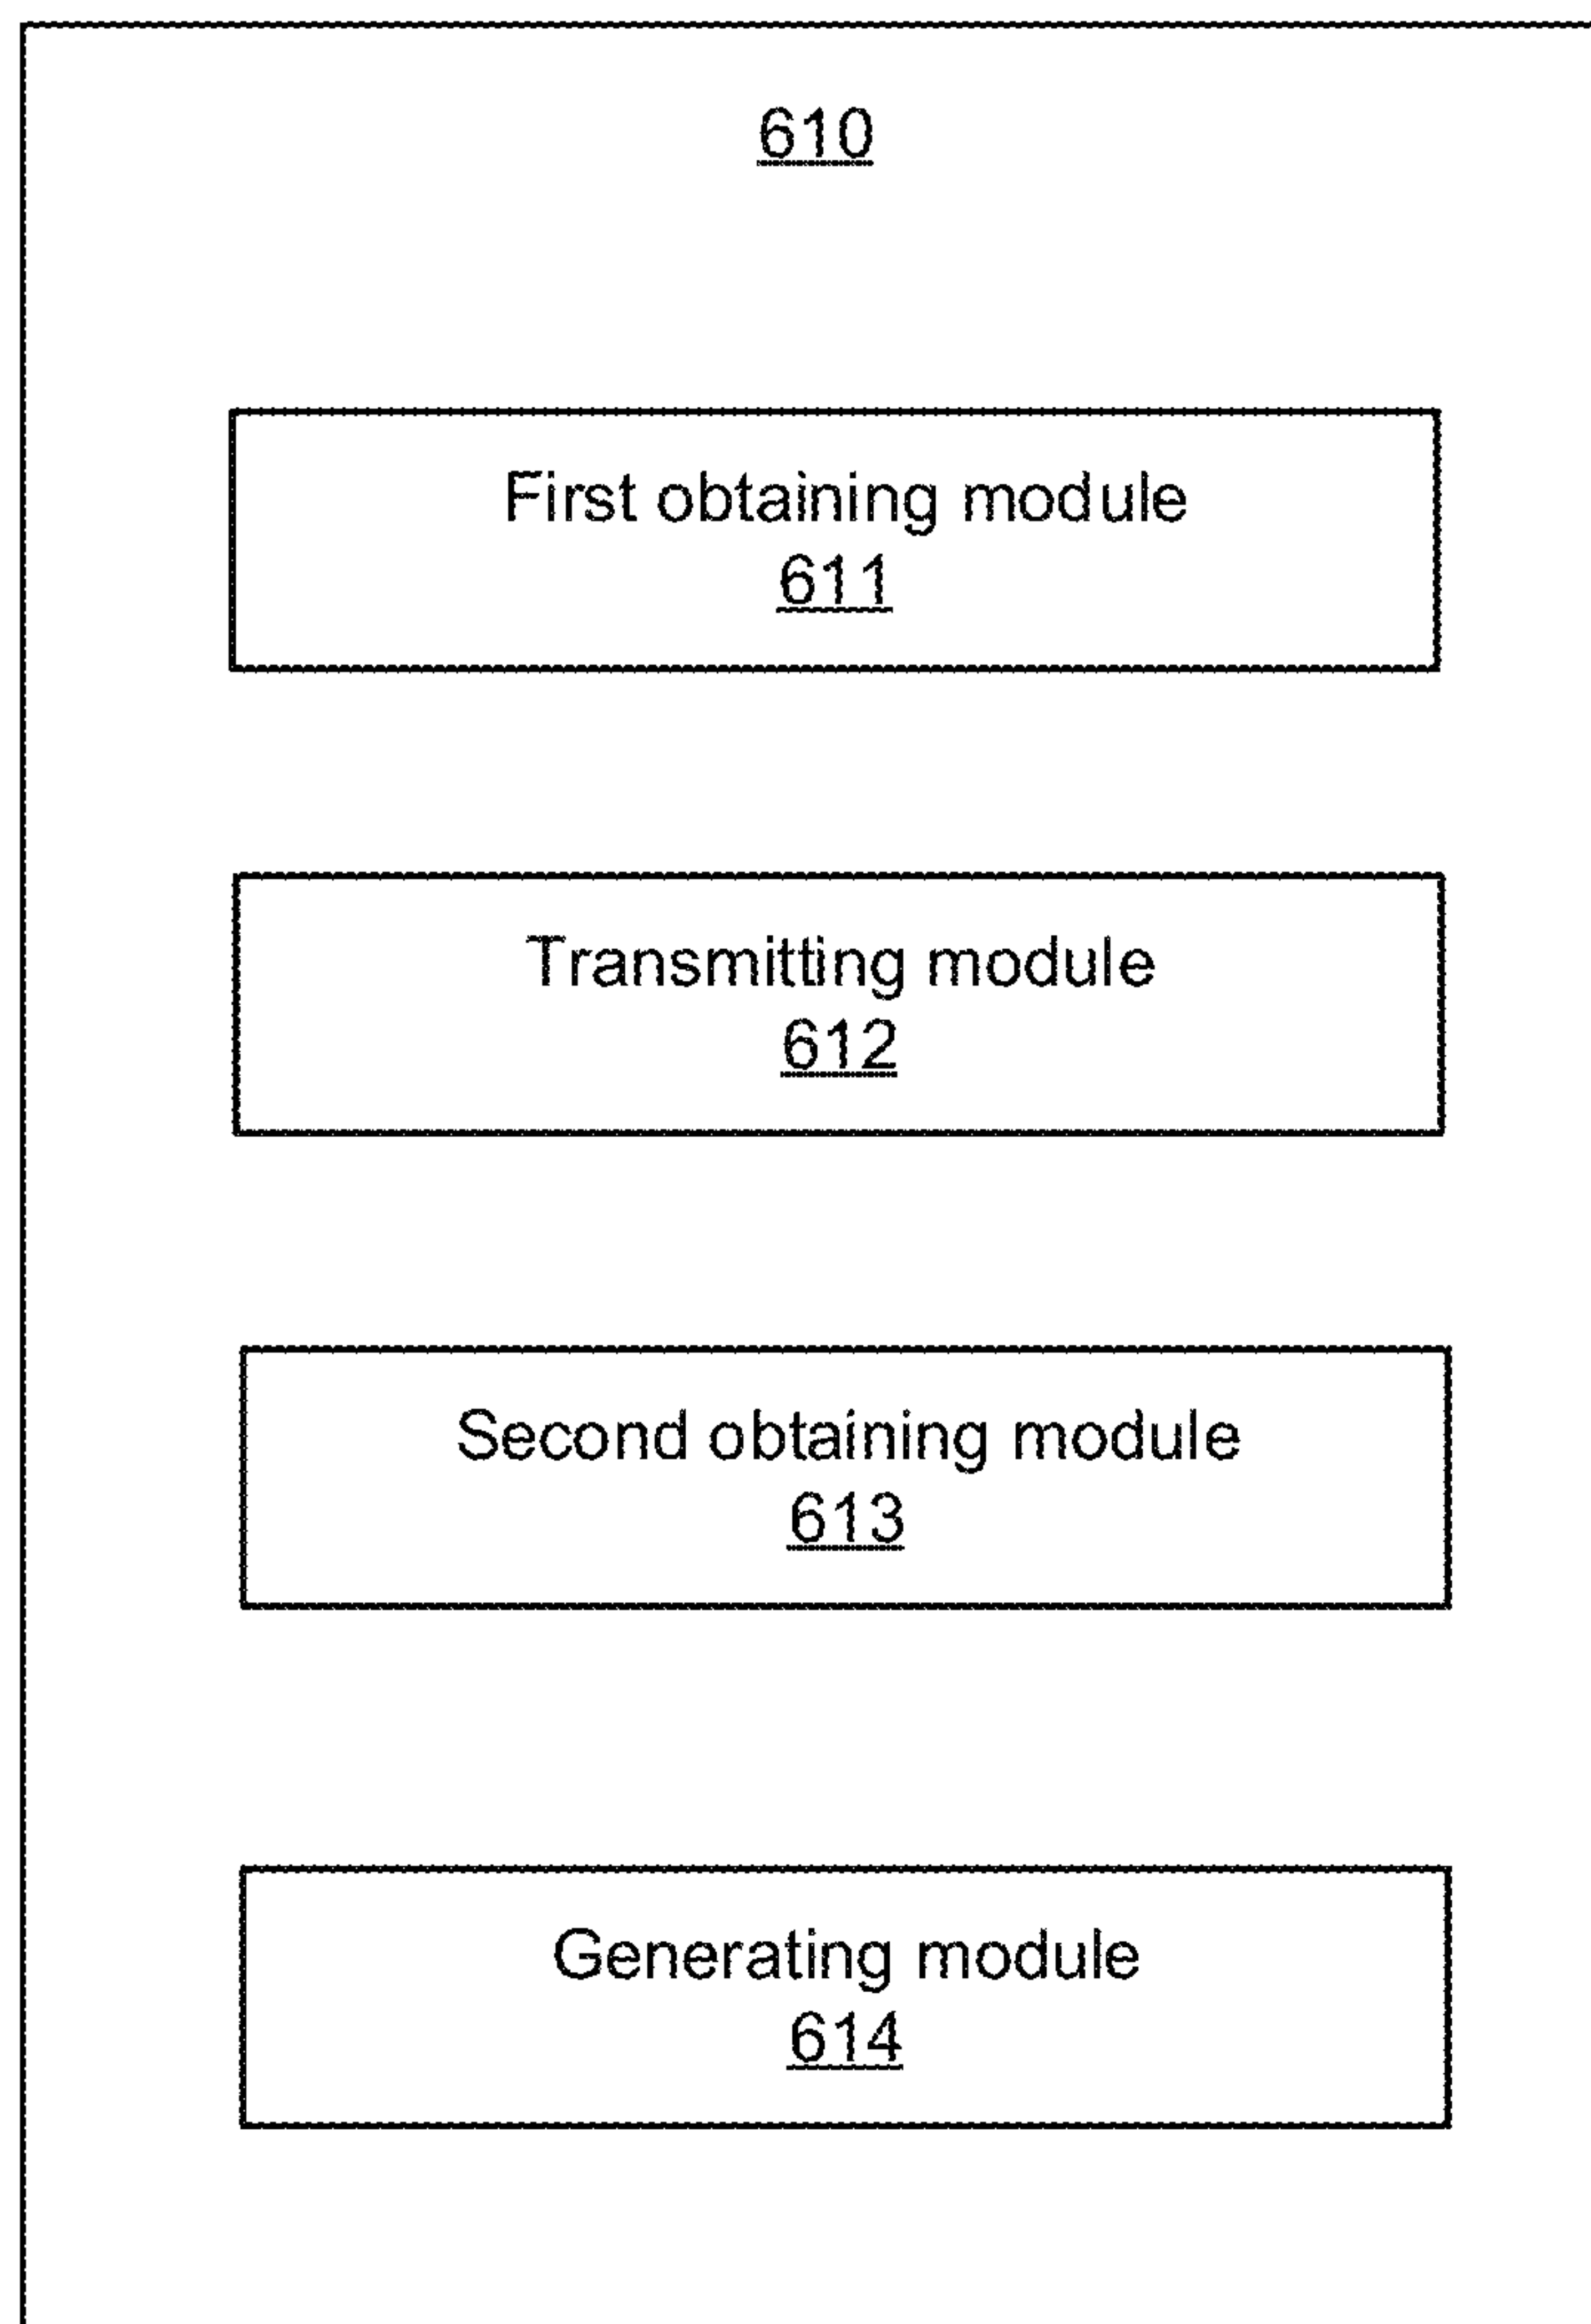 610
First obtaining module
611
Transmitting module
612
Second obtaining module
613
Generating module
614